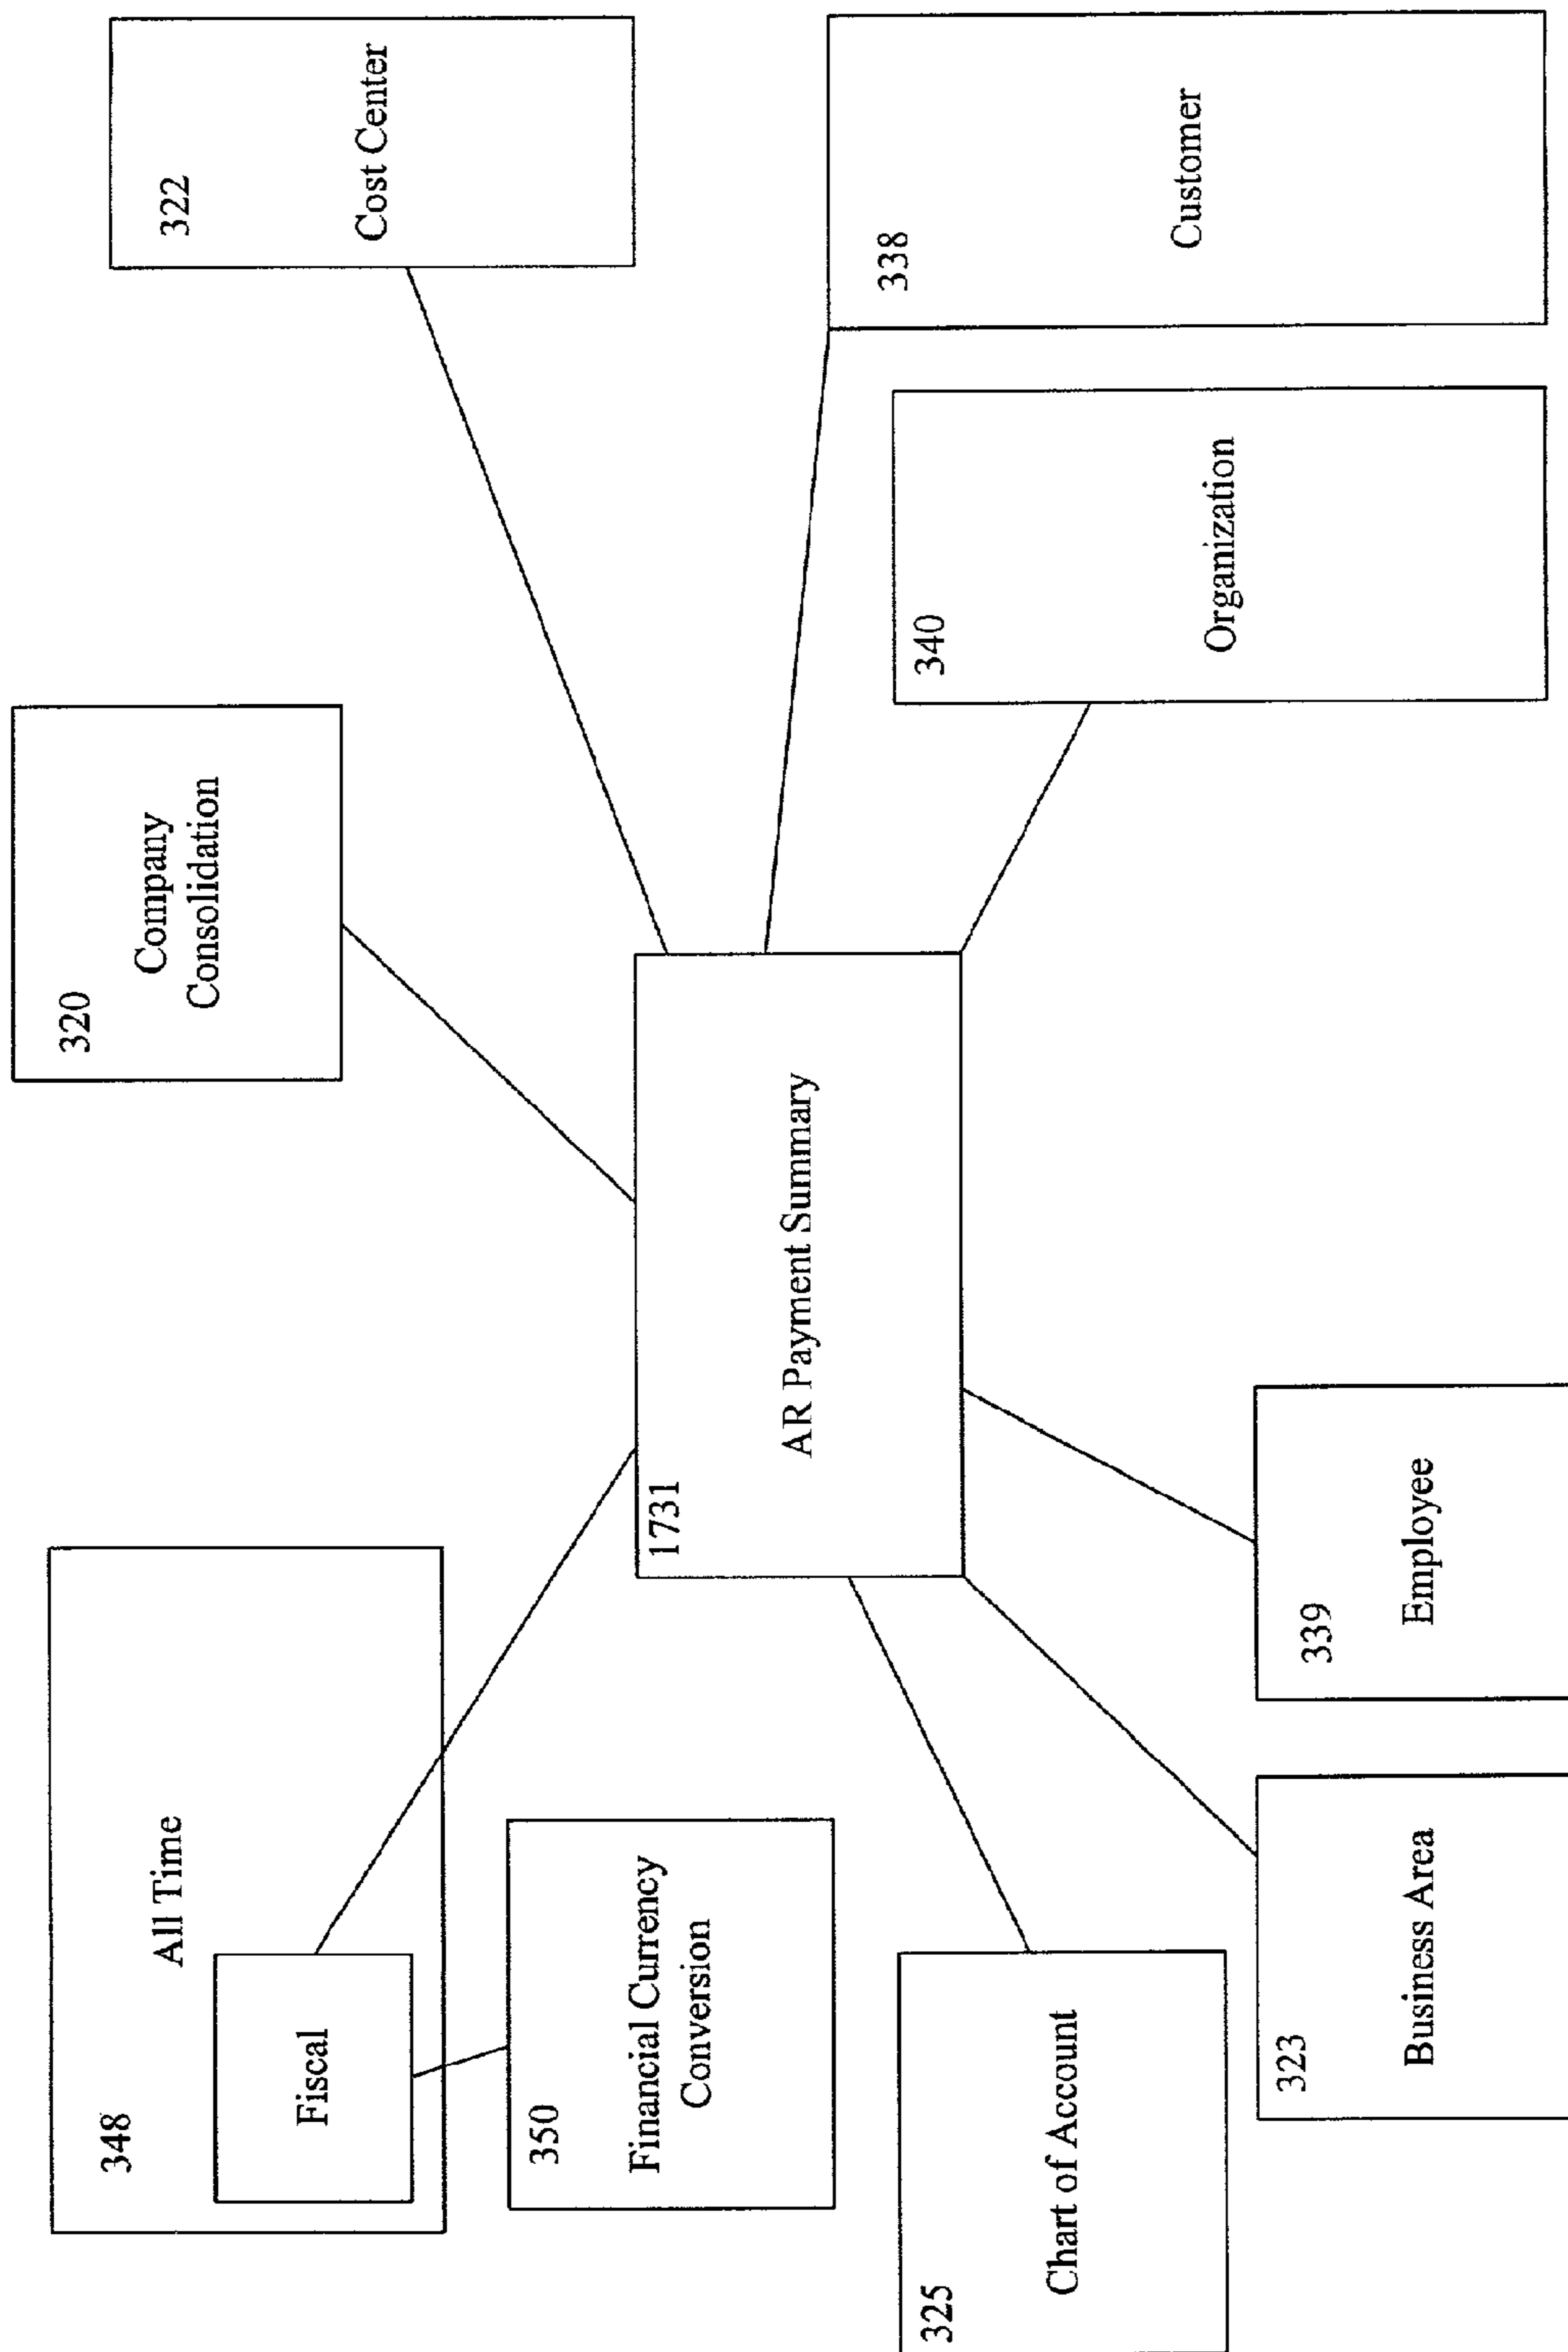 348
All Time
Fiscal
350
Financial Currency
Conversion
320
Company
Consolidation
322
Cost Center
1731
AR Payment Summary
325
Chart of Account
323
Business Area
339
Employee
340
Organization
338
Customer